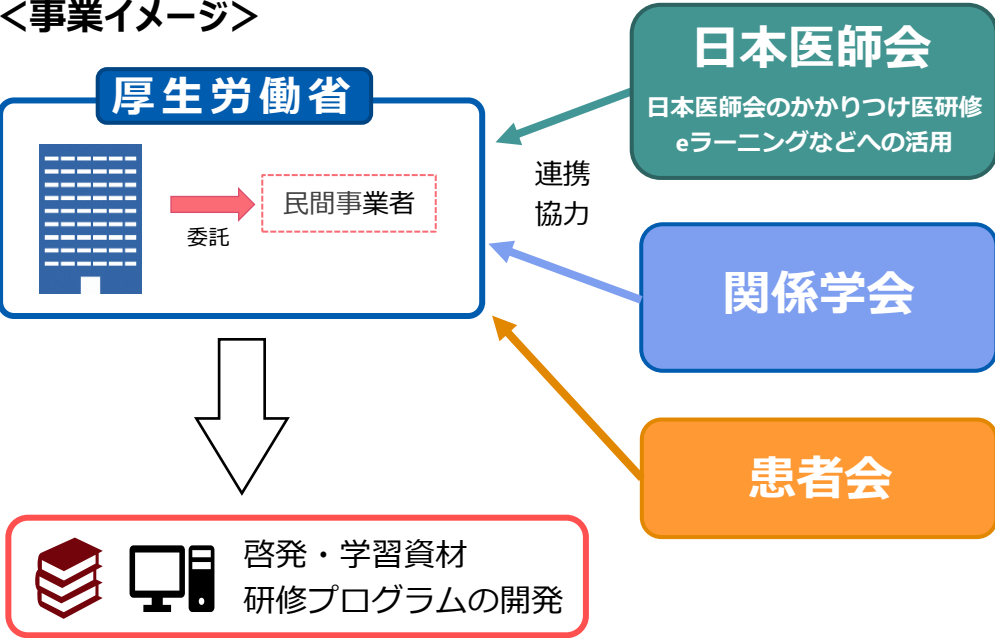 ＜事業イメージ＞
厚生労働省
委託
民間事業者
連携
協力
日本医師会
日本医師会のかかりつけ医研修
eラーニングなどへの活用
関係学会
患者会
啓発・学習資材
研修プログラムの開発